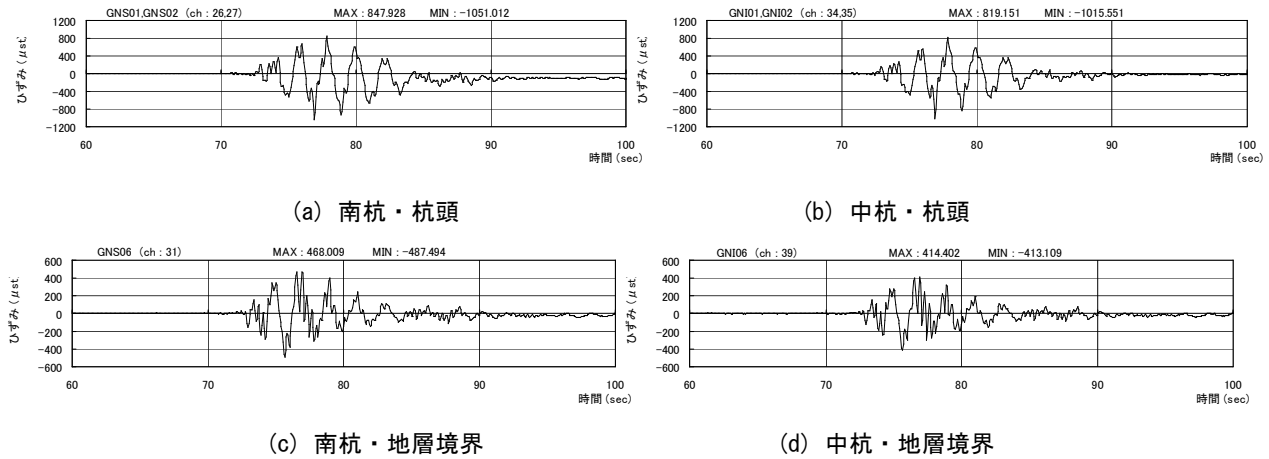 GNS01,GNS02 (ch : 26,27) MAX : 847.928 MIN : -1051.012
1200
800
400
0
-400
-800
-1200
ひずみ (μst.
60 70 80 90 100
時間 (sec)
(a) 南杭・杭頭
GNI01,GNI02 (ch : 34,35) MAX : 819.151 MIN : -1015.551
1200
800
400
0
-400
-800
-1200
ひずみ (μst.
60 70 80 90 100
時間 (sec)
(b) 中杭・杭頭
GNS06 (ch : 31) MAX : 468.009 MIN : -487.494
600
400
200
0
-200
-400
-600
ひずみ (μst.
60 70 80 90 100
時間 (sec)
(c) 南杭・地層境界
GNI06 (ch : 39) MAX : 414.402 MIN : -413.109
600
400
200
0
-200
-400
-600
ひずみ (μst.
60 70 80 90 100
時間 (sec)
(d) 中杭・地層境界